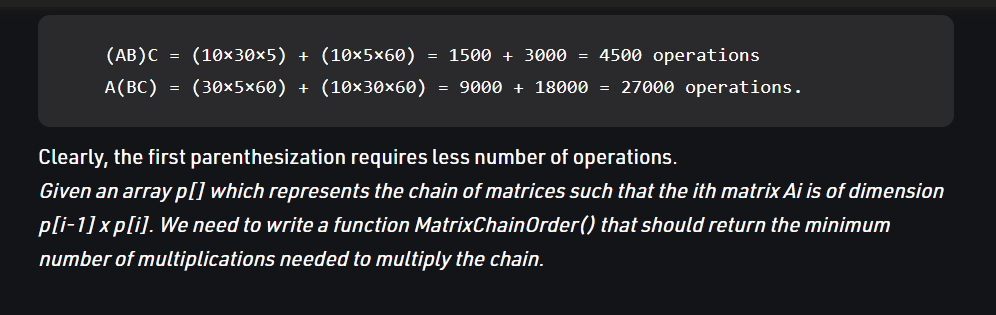 (AB)C = (10×30×5) + (10×5×60) = 1500 + 3000 = 4500 operations
A(BC) = (30×5×60) + (10×30×60) = 9000 + 18000 = 27000 operations.
Clearly, the first parenthesization requires less number of operations.
Given an array p[] which represents the chain of matrices such that the ith matrix Ai is of dimension
p[i-1] x p[i]. We need to write a function MatrixChainOrder() that should return the minimum
number of multiplications needed to multiply the chain.